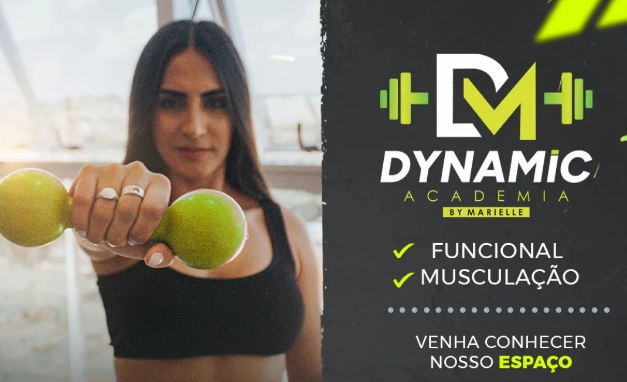 DM
DYNAMIC
ACADEMIA
BY MARIELLE
FUNCIONAL
MUSCULAÇÃO
VENHA CONHECER
NOSSO ESPAÇO